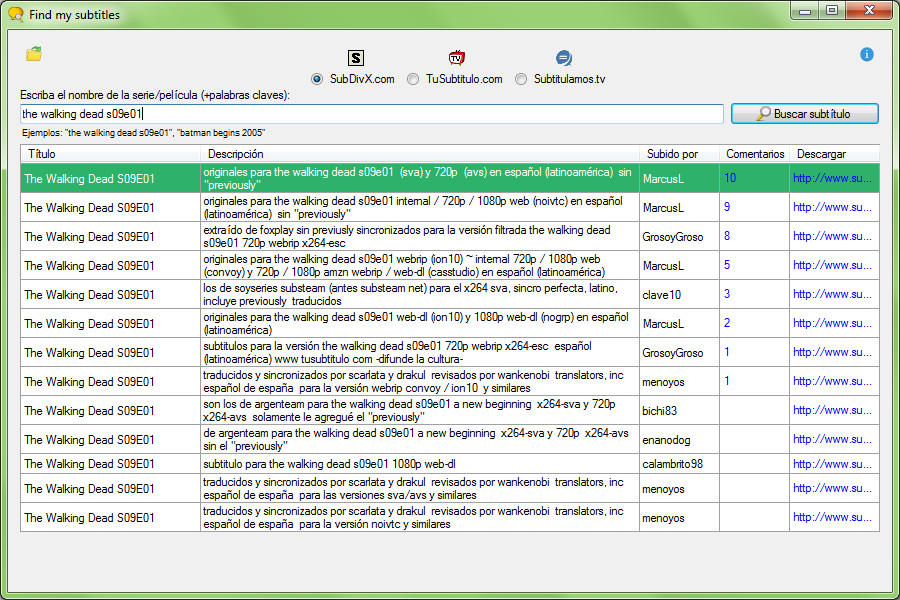 Find my subtitles
S
TV
SubDivX.com TuSubtitulo.com Subtitulamos.tv
Escriba el nombre de la serie/película (+palabras claves):
the walking dead s09e01
Buscar subtítulo
Ejemplos: "the walking dead s09e01", "batman begins 2005"
Título Descripción Subido por Comentarios Descargar
The Walking Dead S09E01
originales para the walking dead s09e01 (sva) y 720p (avs) en español (latinoamérica) sin
"previously"
MarcusL 10 http://www.su...
The Walking Dead S09E01
originales para the walking dead s09e01 internal / 720p / 1080p web (noivtc) en español
(latinoamérica) sin "previously"
MarcusL 9 http://www.su...
The Walking Dead S09E01
extraído de foxplay sin previusly sincronizados para la versión filtrada the walking dead
s09e01 720p webrip x264-esc
GrosoyGroso 8 http://www.su...
The Walking Dead S09E01
originales para the walking dead s09e01 webrip (ion10) ~ internal 720p / 1080p web
(convoy) y 720p / 1080p amzn webrip / web-dl (casstudio) en español (latinoamérica)
MarcusL 5 http://www.su...
The Walking Dead S09E01
los de soyseries substeam (antes substeam net) para el x264 sva, sincro perfecta, latino,
incluye previously traducidos
clave10 3 http://www.su...
The Walking Dead S09E01
originales para the walking dead s09e01 web-dl (ion10) y 1080p web-dl (nogrp) en español
(latinoamérica)
MarcusL 2 http://www.su...
The Walking Dead S09E01
subtitulos para la versión the walking dead s09e01 720p webrip x264-esc español
(latinoamérica) www tusubtitulo com -difunde la cultura-
GrosoyGroso 1 http://www.su...
The Walking Dead S09E01
traducidos y sincronizados por scarlata y drakul revisados por wankenobi translators, inc
español de españa para la versión webrip convoy / ion10 y similares
menoyos 1 http://www.su...
The Walking Dead S09E01
son los de argenteam para the walking dead s09e01 a new beginning x264-sva y 720p
x264-avs solamente le agregué el "previously"
bichi83 http://www.su...
The Walking Dead S09E01
de argenteam para the walking dead s09e01 a new beginning x264-sva y 720p x264-avs
sin el "previously"
enanodog http://www.su...
The Walking Dead S09E01
subtitulo para the walking dead s09e01 1080p web-dl
calambrito98 http://www.su...
The Walking Dead S09E01
traducidos y sincronizados por scarlata y drakul revisados por wankenobi translators, inc
español de españa para las versiones sva/avs y similares
menoyos http://www.su...
The Walking Dead S09E01
traducidos y sincronizados por scarlata y drakul revisados por wankenobi translators, inc
español de españa para la versión noivtc y similares
menoyos http://www.su...